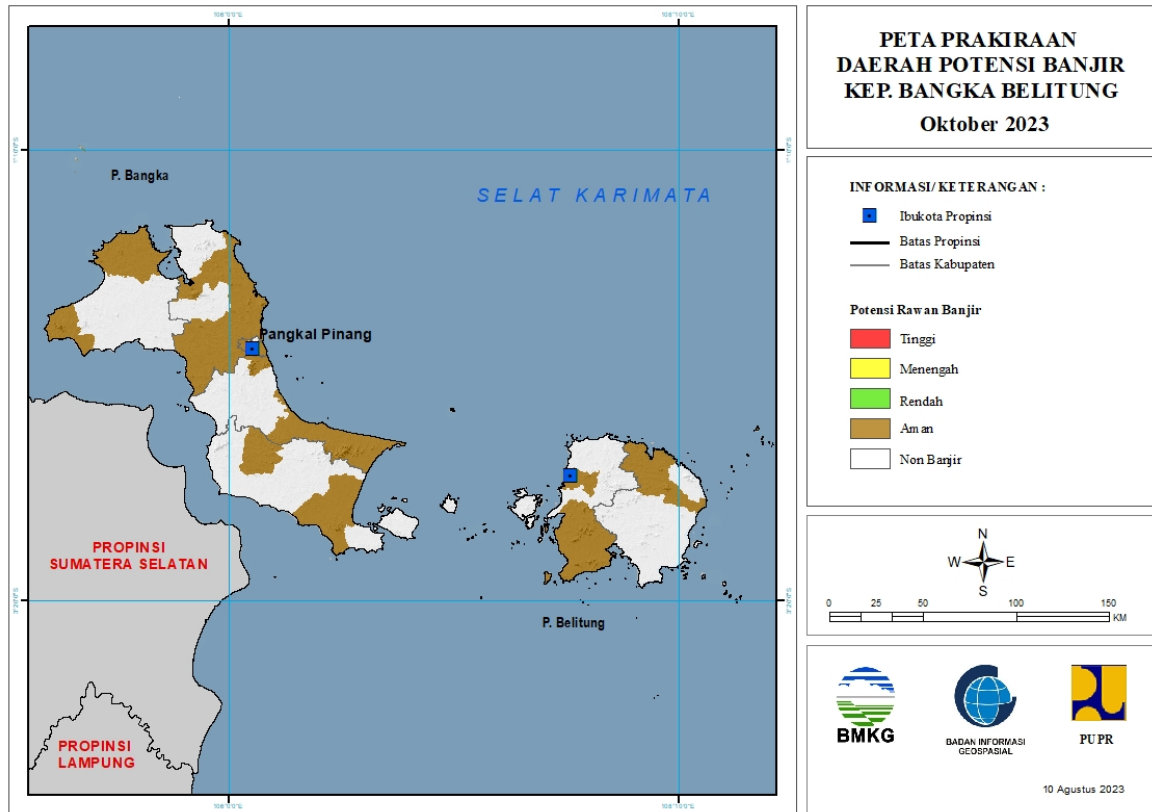 PETA PRAKIRAAN
DAERAH POTENSI BANJIR
KEP. BANGKA BELITUNG
Oktober 2023
P. Bangka
SELAT KARIMATA
Pangkal Pinang
PROPINSI
SUMATERA SELATAN
P. Belitung
PROPINSI
LAMPUNG
INFORMASI/ KETERANGAN :
Ibukota Propinsi
Batas Propinsi
Batas Kabupaten
Potensi Rawan Banjir
Tinggi
Menengah
Rendah
Aman
Non Banjir
N
W E
S
0 25 50 100 150
KM
BMKG
BADAN INFORMASI
GEOSPASIAL
PUPR
10 Agustus 2023